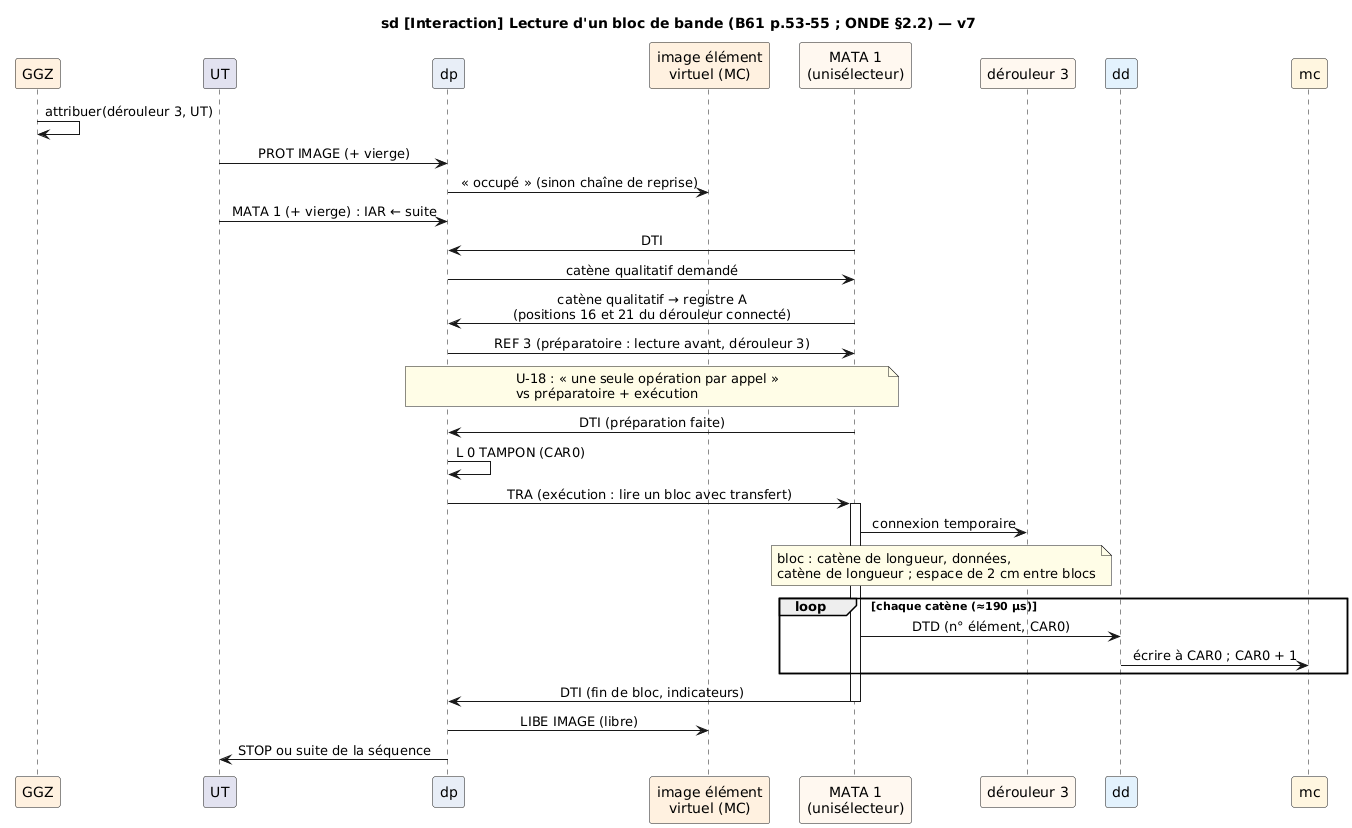 sd [Interaction] Lecture d'un bloc de bande (B61 p.53-55 ; ONDE §2.2) — v7
GGZ
UT
dp
image élément
virtuel (MC)
MATA 1
(unisélecteur)
dérouleur 3
dd
mc
attribuer(dérouleur 3, UT)
PROT IMAGE (+ vierge)
« occupé » (sinon chaîne de reprise)
MATA 1 (+ vierge) : IAR ← suite
DTI
catène qualitatif demandé
catène qualitatif → registre A
(positions 16 et 21 du dérouleur connecté)
REF 3 (préparatoire : lecture avant, dérouleur 3)
U-18 : « une seule opération par appel »
vs préparatoire + exécution
DTI (préparation faite)
L 0 TAMPON (CAR0)
TRA (exécution : lire un bloc avec transfert)
connexion temporaire
bloc : catène de longueur, données,
catène de longueur ; espace de 2 cm entre blocs
loop [chaque catène (≈190 µs)]
DTD (n° élément, CAR0)
écrire à CAR0 ; CAR0 + 1
DTI (fin de bloc, indicateurs)
LIBE IMAGE (libre)
STOP ou suite de la séquence
GGZ
UT
dp
image élément
virtuel (MC)
MATA 1
(unisélecteur)
dérouleur 3
dd
mc